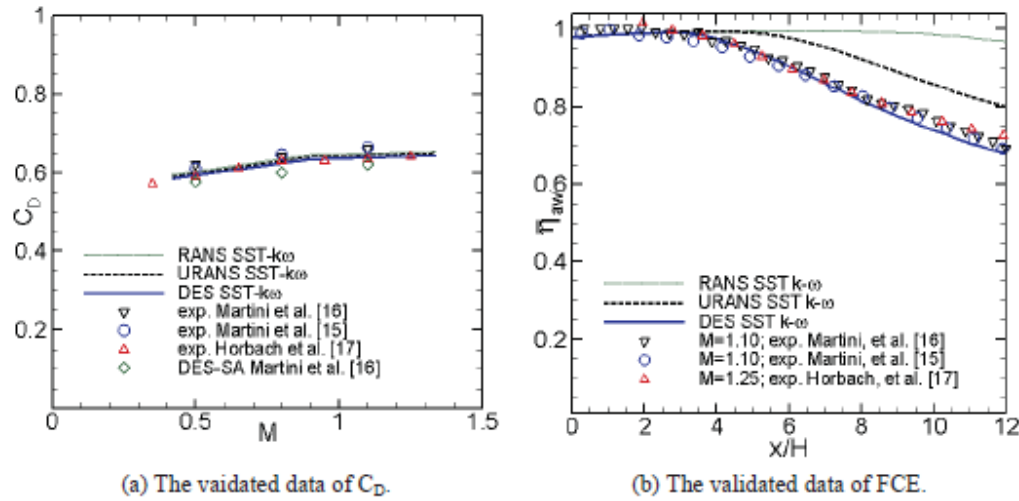 1
0.8
0.6
0.4
0.2
0
0.5
1
1.5
C_D
M
RANS SST-kω
URANS SST-kω
DES SST-kω
exp. Martini et al. [16]
exp. Martini et al. [15]
exp. Horbach et al. [17]
DES-SA Martini et al. [16]
(a) The vaidated data of C_D.
1
0.8
0.6
0.4
0.2
0
2
4
6
8
10
12
η̄_aw
x/H
RANS SST k-ω
URANS SST k-ω
DES SST k-ω
M=1.10; exp. Martini, et al. [16]
M=1.10; exp. Martini et al. [15]
M=1.25; exp. Horbach, et al. [17]
(b) The validated data of FCE.